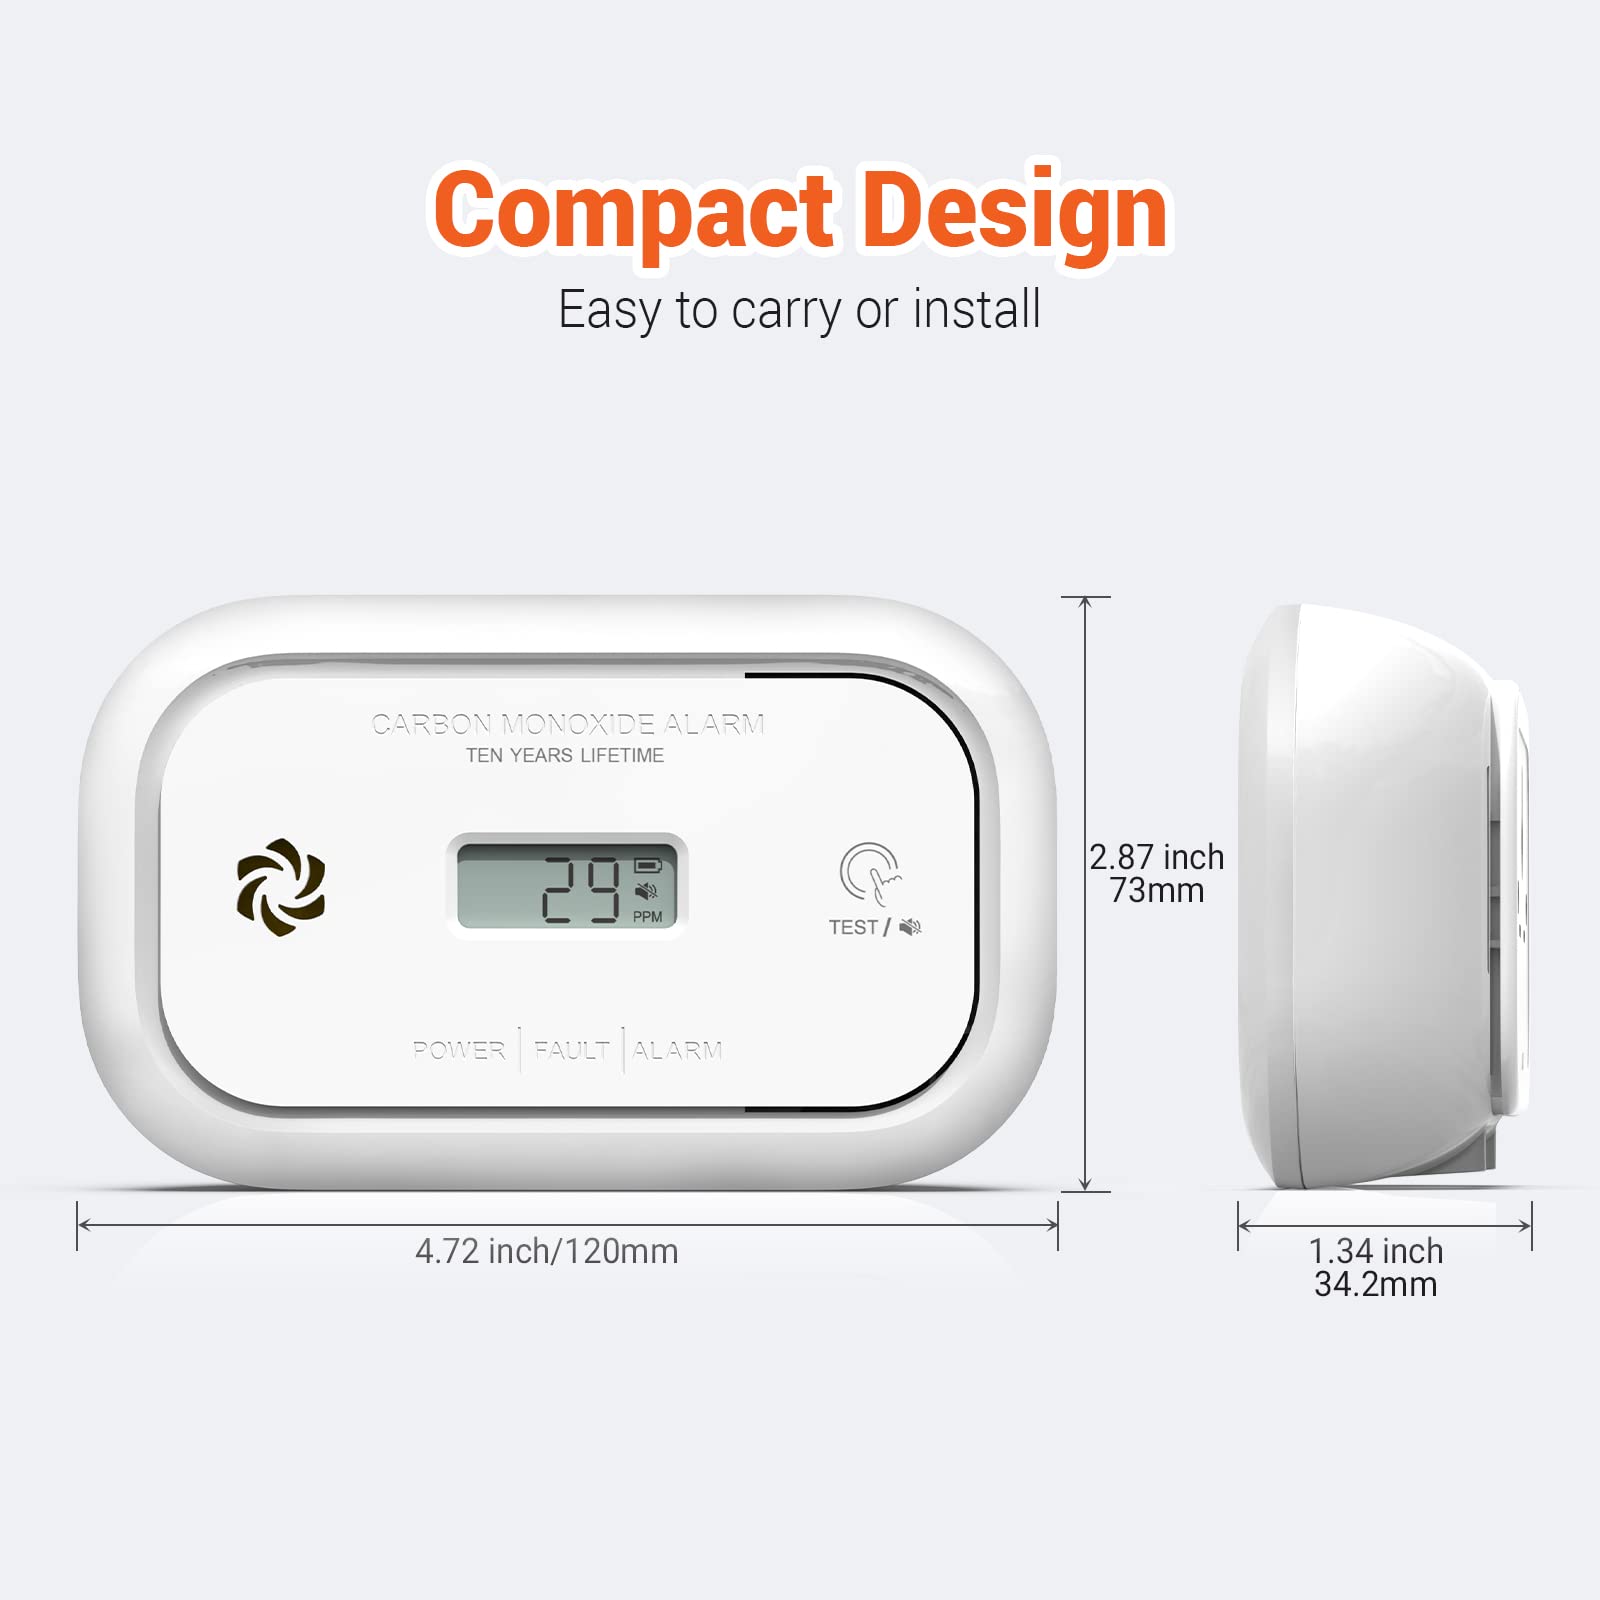 Compact Design
Easy to carry or install
CARBON MONOXIDE ALARM
TEN YEARS LIFETIME
29
PPM
TEST /
POWER | FAULT | ALARM
2.87 inch
73mm
4.72 inch/120mm
1.34 inch
34.2mm